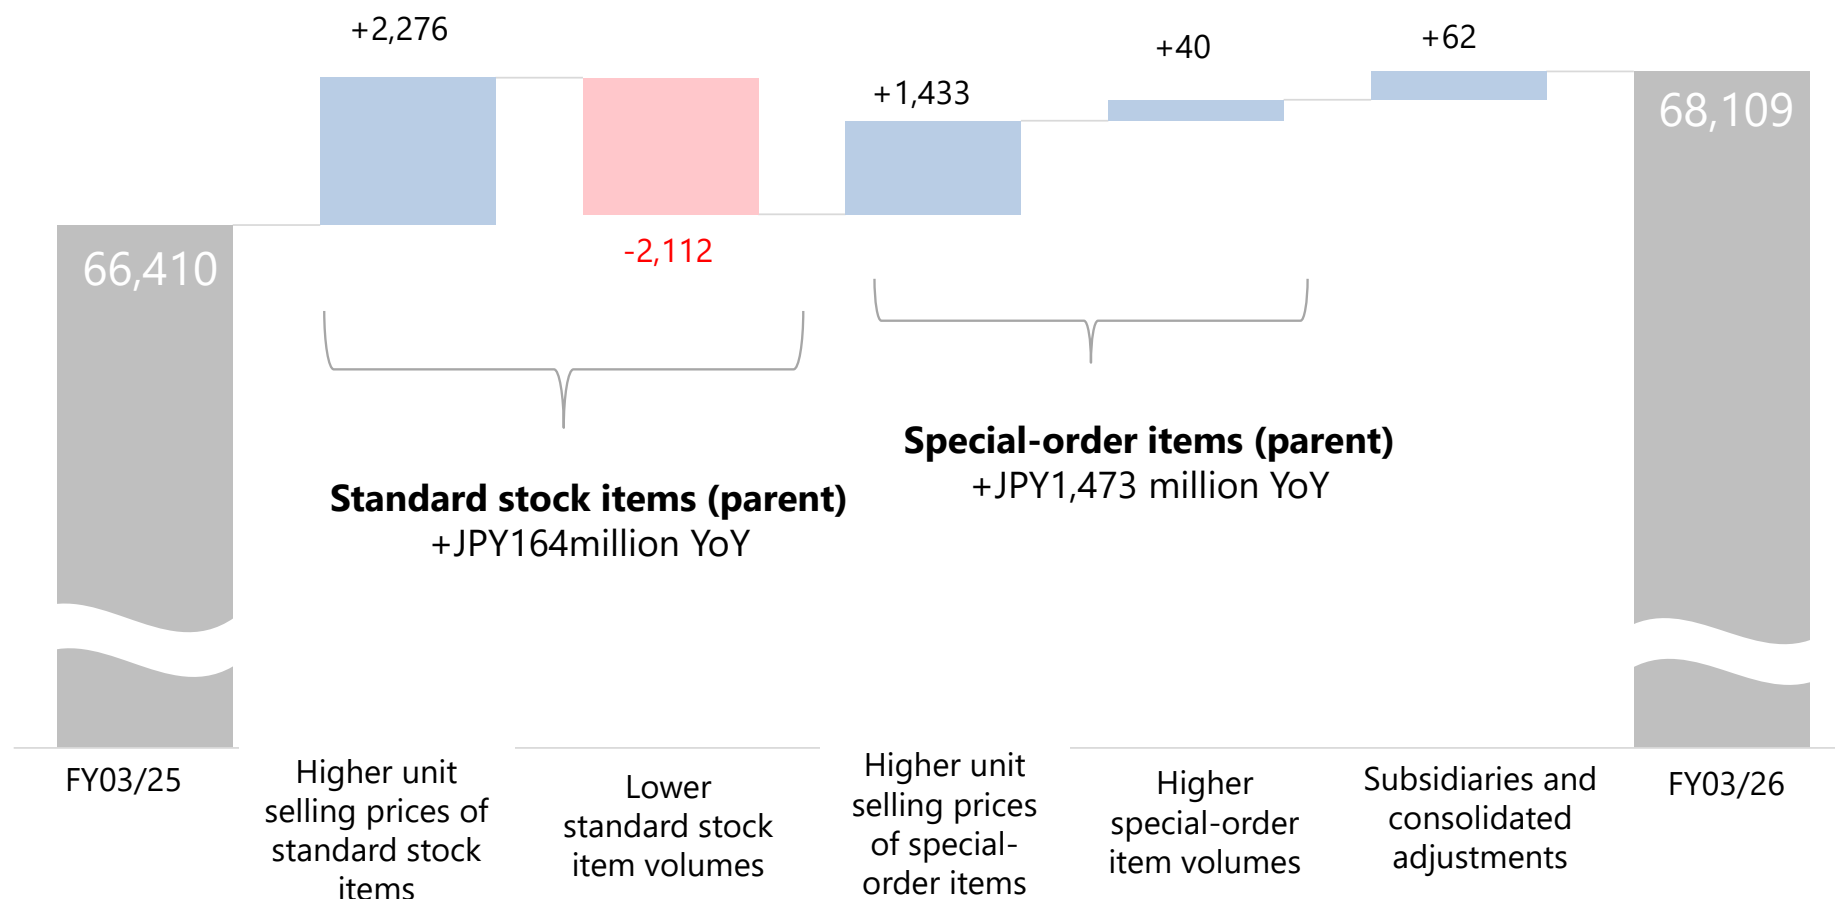 +2,276
+1,433
+40
+62
68,109
66,410
-2,112
Special-order items (parent)
+JPY1,473 million YoY
Standard stock items (parent)
+JPY164million YoY
FY03/25
Higher unit
selling prices of
standard stock
items
Lower
standard stock
item volumes
Higher unit
selling prices
of special-
order items
Higher
special-order
item volumes
Subsidiaries and
consolidated
adjustments
FY03/26